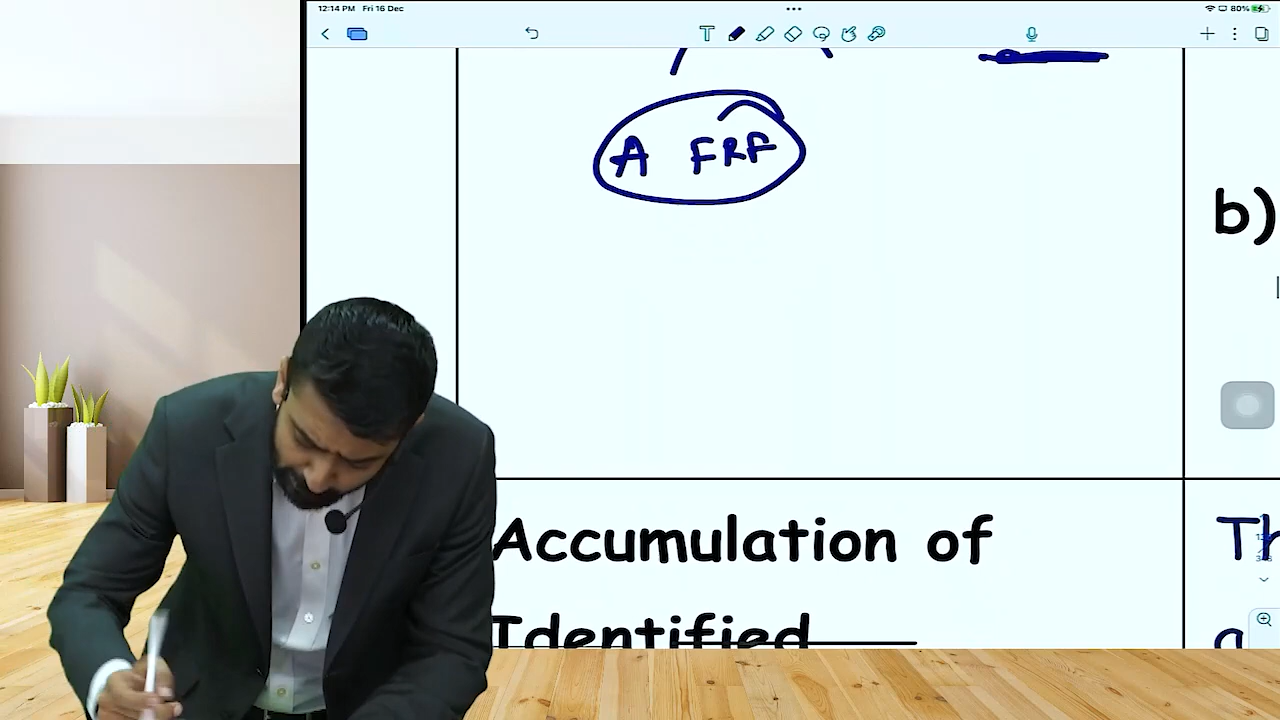 12:14 PM Fri 16 Dec
80%
T
A FRF
b)
Accumulation of
Th
Identified
a